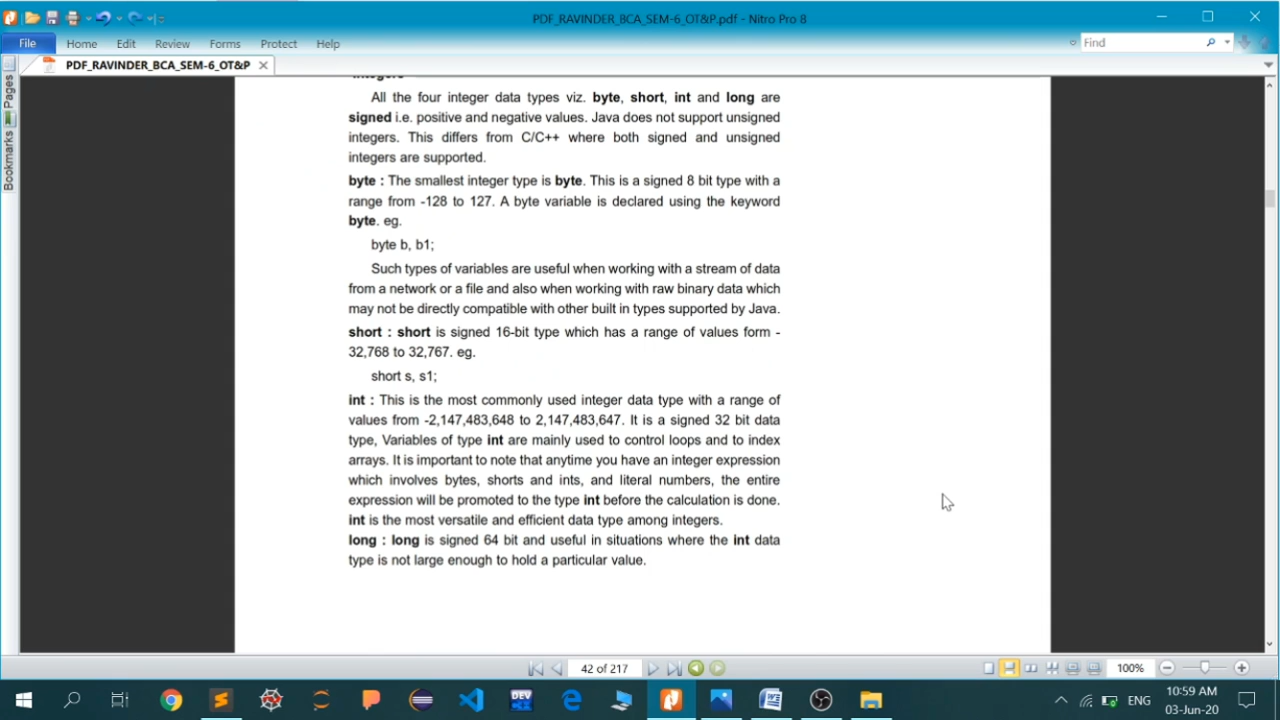 PDF_RAVINDER_BCA_SEM-6_OT&P.pdf - Nitro Pro 8
File Home Edit Review Forms Protect Help Find
PDF_RAVINDER_BCA_SEM-6_OT&P
Pages
Bookmarks
All the four integer data types viz. byte, short, int and long are
signed i.e. positive and negative values. Java does not support unsigned
integers. This differs from C/C++ where both signed and unsigned
integers are supported.
byte : The smallest integer type is byte. This is a signed 8 bit type with a
range from -128 to 127. A byte variable is declared using the keyword
byte. eg.
byte b, b1;
Such types of variables are useful when working with a stream of data
from a network or a file and also when working with raw binary data which
may not be directly compatible with other built in types supported by Java.
short : short is signed 16-bit type which has a range of values form -
32,768 to 32,767. eg.
short s, s1;
int : This is the most commonly used integer data type with a range of
values from -2,147,483,648 to 2,147,483,647. It is a signed 32 bit data
type, Variables of type int are mainly used to control loops and to index
arrays. It is important to note that anytime you have an integer expression
which involves bytes, shorts and ints, and literal numbers, the entire
expression will be promoted to the type int before the calculation is done.
int is the most versatile and efficient data type among integers.
long : long is signed 64 bit and useful in situations where the int data
type is not large enough to hold a particular value.
42 of 217 100%
DEV
ENG
10:59 AM
03-Jun-20